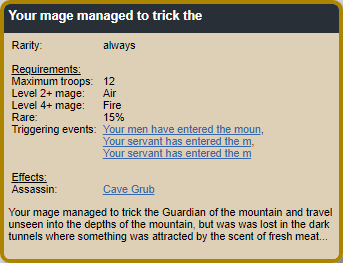 Your mage managed to trick the
Rarity: always
Requirements:
Maximum troops: 12
Level 2+ mage: Air
Level 4+ mage: Fire
Rare: 15%
Triggering events: Your men have entered the moun,
Your servant has entered the m,
Your servant has entered the m
Effects:
Assassin: Cave Grub
Your mage managed to trick the Guardian of the mountain and travel
unseen into the depths of the mountain, but was was lost in the dark
tunnels where something was attracted by the scent of fresh meat...